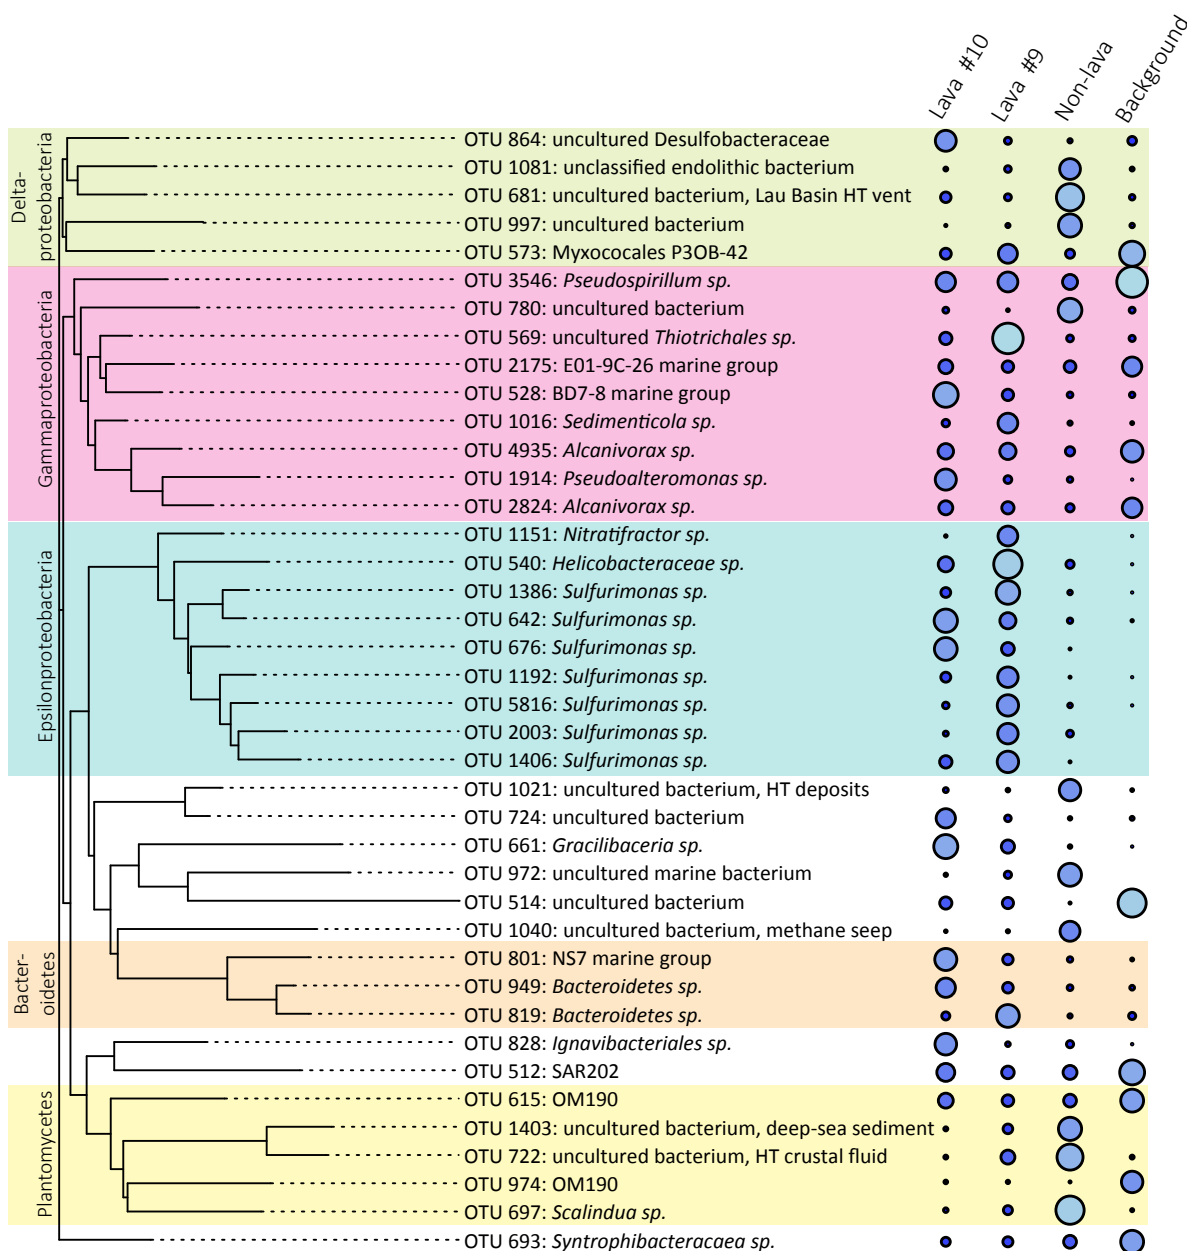 Lava #10
Lava #9
Non-lava
Background
Delta-
proteobacteria
OTU 864: uncultured Desulfobacteraceae
OTU 1081: unclassified endolithic bacterium
OTU 681: uncultured bacterium, Lau Basin HT vent
OTU 997: uncultured bacterium
OTU 573: Myxococales P3OB-42
Gammaproteobacteria
OTU 3546: Pseudospirillum sp.
OTU 780: uncultured bacterium
OTU 569: uncultured Thiotrichales sp.
OTU 2175: E01-9C-26 marine group
OTU 528: BD7-8 marine group
OTU 1016: Sedimenticola sp.
OTU 4935: Alcanivorax sp.
OTU 1914: Pseudoalteromonas sp.
OTU 2824: Alcanivorax sp.
Epsilonproteobacteria
OTU 1151: Nitratifractor sp.
OTU 540: Helicobacteraceae sp.
OTU 1386: Sulfurimonas sp.
OTU 642: Sulfurimonas sp.
OTU 676: Sulfurimonas sp.
OTU 1192: Sulfurimonas sp.
OTU 5816: Sulfurimonas sp.
OTU 2003: Sulfurimonas sp.
OTU 1406: Sulfurimonas sp.
OTU 1021: uncultured bacterium, HT deposits
OTU 724: uncultured bacterium
OTU 661: Gracilibaceria sp.
OTU 972: uncultured marine bacterium
OTU 514: uncultured bacterium
OTU 1040: uncultured bacterium, methane seep
Bacter-
oidetes
OTU 801: NS7 marine group
OTU 949: Bacteroidetes sp.
OTU 819: Bacteroidetes sp.
OTU 828: Ignavibacteriales sp.
OTU 512: SAR202
Plantomycetes
OTU 615: OM190
OTU 1403: uncultured bacterium, deep-sea sediment
OTU 722: uncultured bacterium, HT crustal fluid
OTU 974: OM190
OTU 697: Scalindua sp.
OTU 693: Syntrophibacteracaea sp.